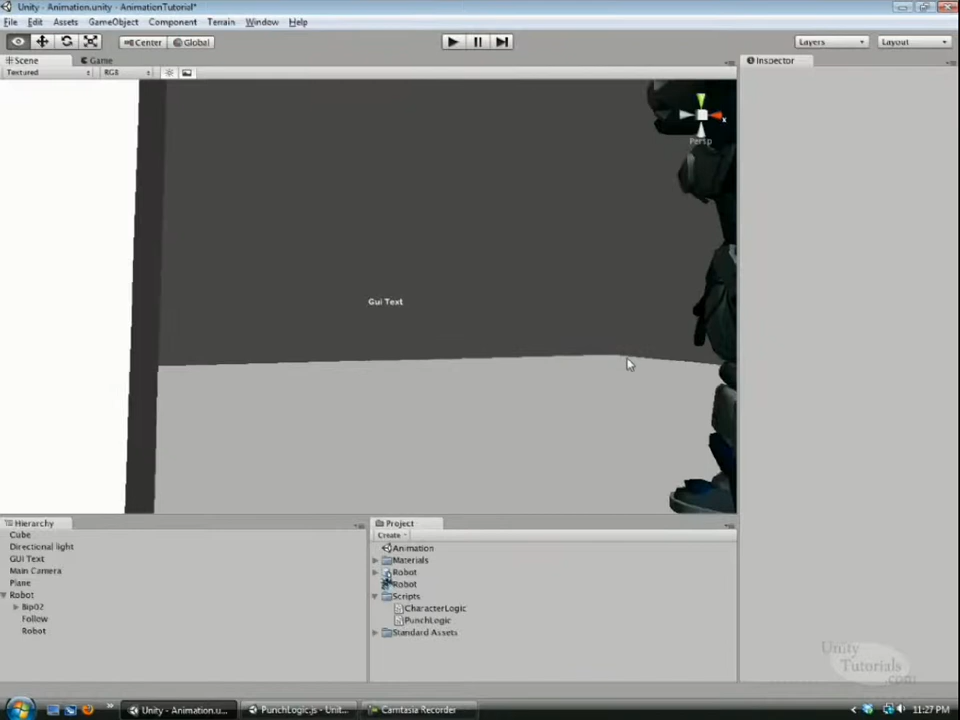 Unity - Animation.unity - AnimationTutorial*
File Edit Assets GameObject Component Terrain Window Help
Center Global Layers Layout
Scene Game Inspector
Textured RGB
x
Persp
Gui Text
Hierarchy Project
Create
Cube
Directional light
GUI Text
Main Camera
Plane
Robot
Bip02
Follow
Robot
Animation
Materials
Robot
Robot
Scripts
CharacterLogic
PunchLogic
Standard Assets
Unity
Tutorials
.com
Unity - Animation.u... PunchLogic.js - Unit... Camtasia Recorder 11:27 PM